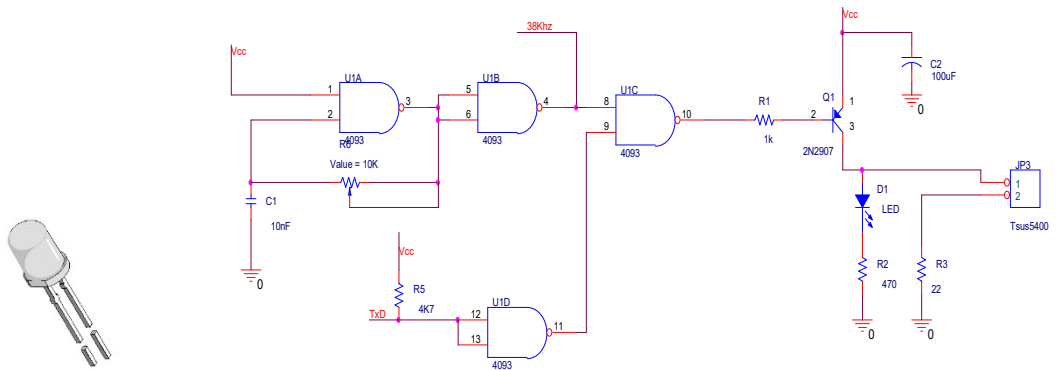 38Khz
Vcc
Vcc
U1A
1
2
3
4093
U1B
5
6
4
4093
U1C
8
9
10
4093
R1
1k
Q1
1
2
3
2N2907
C2
100uF
0
R6
Value = 10K
C1
10nF
0
Vcc
R5
4K7
TxD
U1D
12
13
11
4093
D1
LED
R2
470
0
R3
22
0
JP3
1
2
Tsus5400